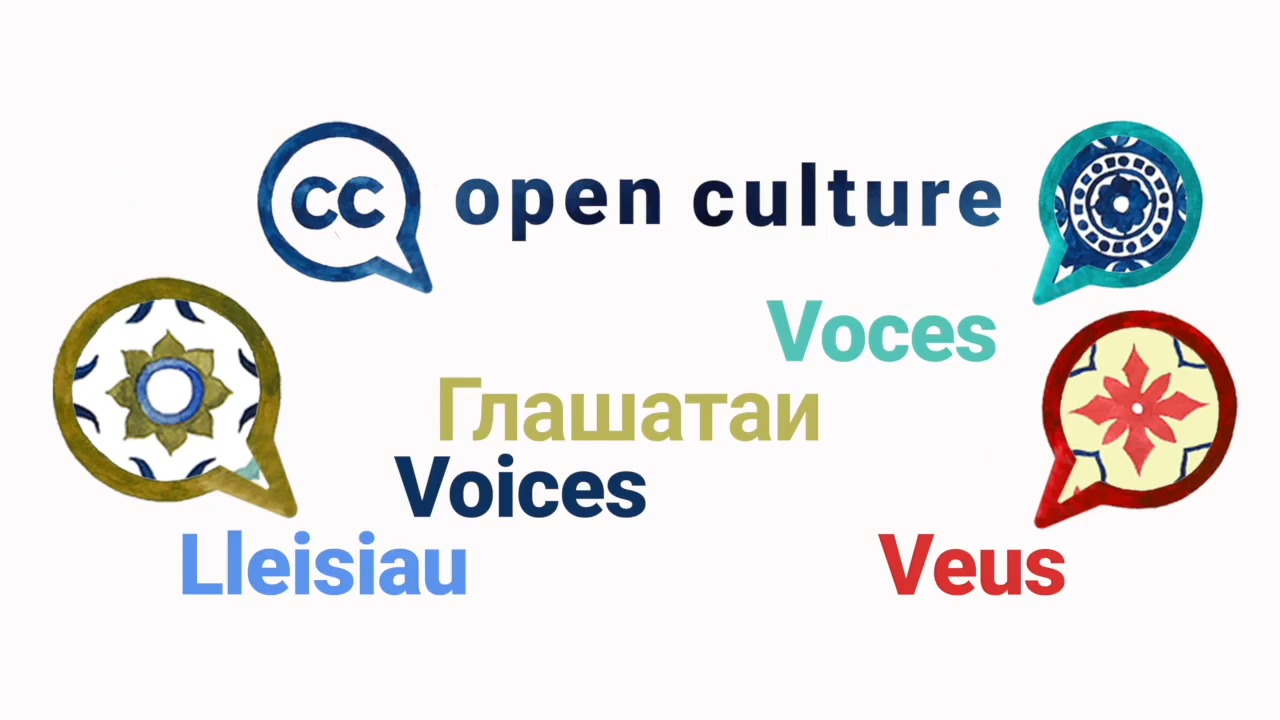 cc open culture
Voces
Глашатаи
Voices
Lleisiau
Veus